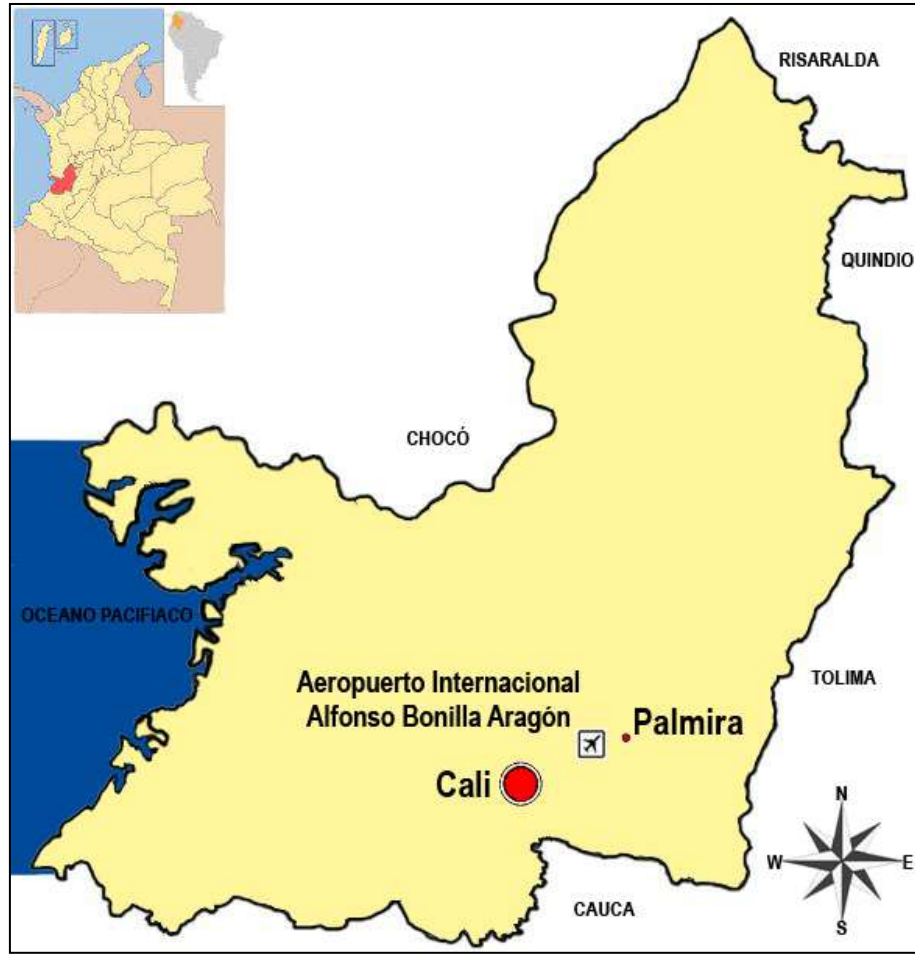 RISARALDA
QUINDIO
CHOCÓ
OCEANO PACIFIACO
Aeropuerto Internacional
Alfonso Bonilla Aragón
TOLIMA
Palmira
Cali
N
W
E
S
CAUCA